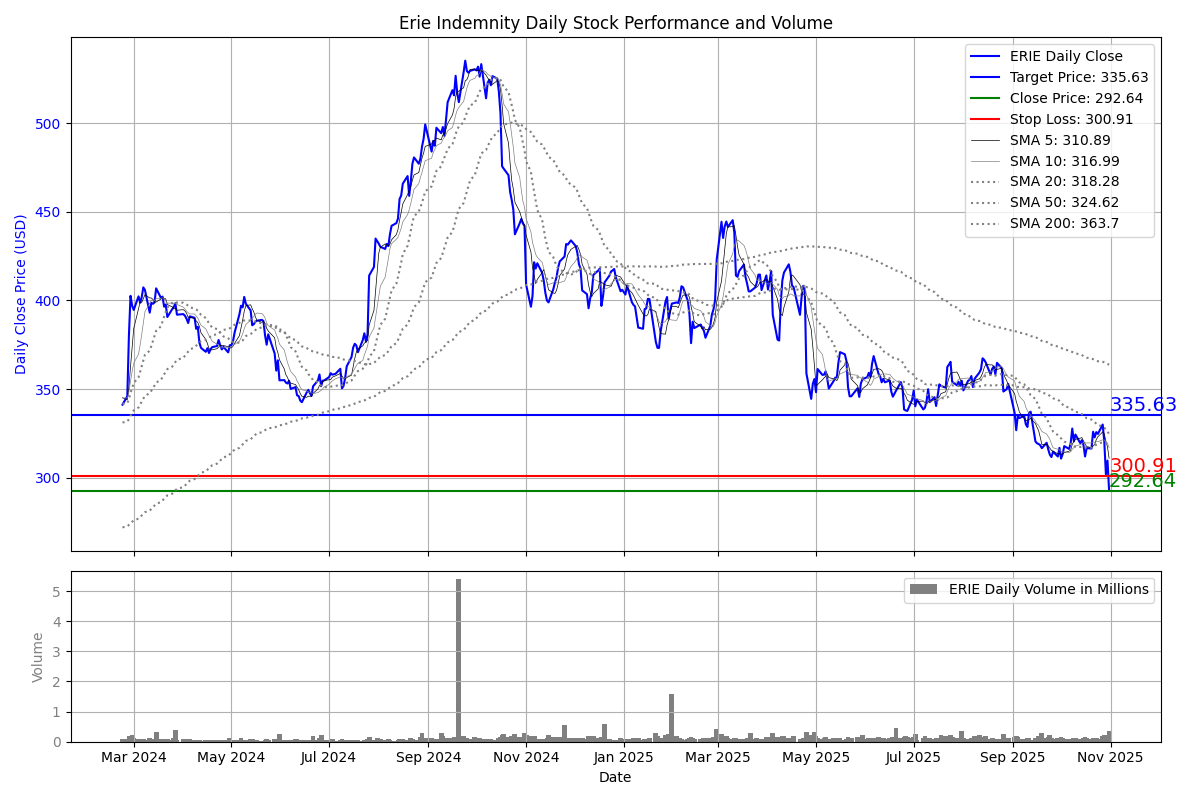 Erie Indemnity Daily Stock Performance and Volume
Daily Close Price (USD)
500
450
400
350
300
ERIE Daily Close
Target Price: 335.63
Close Price: 292.64
Stop Loss: 300.91
SMA 5: 310.89
SMA 10: 316.99
SMA 20: 318.28
SMA 50: 324.62
SMA 200: 363.7
335.63
300.91
292.64
Volume
5
4
3
2
1
0
ERIE Daily Volume in Millions
Mar 2024
May 2024
Jul 2024
Sep 2024
Nov 2024
Jan 2025
Mar 2025
May 2025
Jul 2025
Sep 2025
Nov 2025
Date